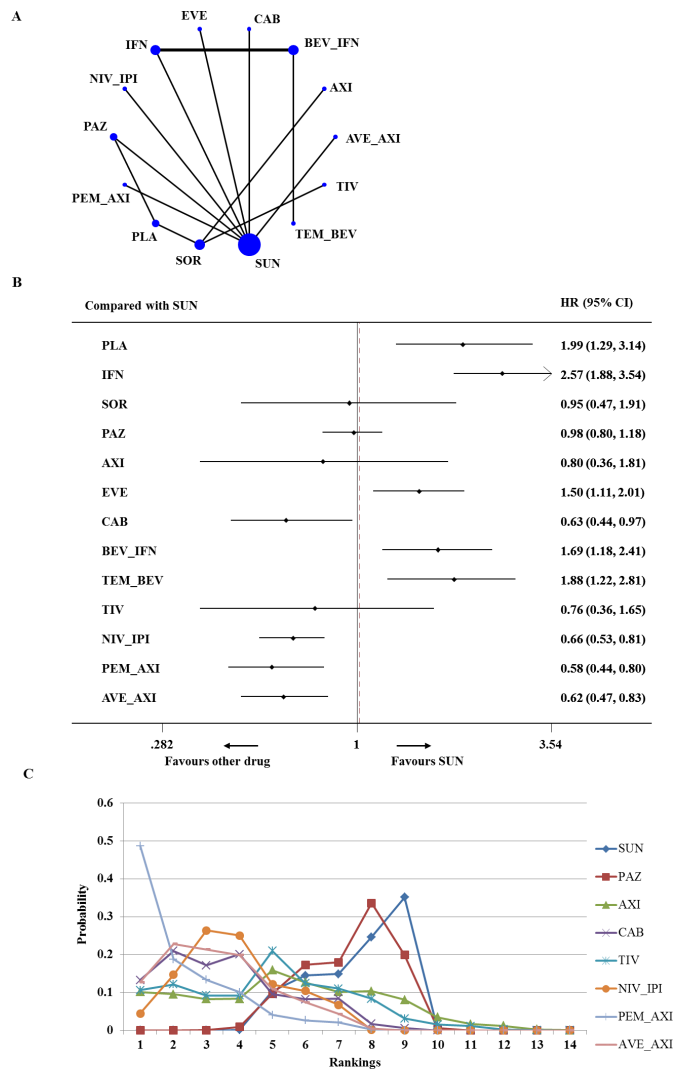 A
EVE
CAB
IFN
BEV_IFN
NIV_IPI
AXI
PAZ
AVE_AXI
PEM_AXI
TIV
PLA
TEM_BEV
SOR
SUN
B
Compared with SUN HR (95% CI)
PLA 1.99 (1.29, 3.14)
IFN 2.57 (1.88, 3.54)
SOR 0.95 (0.47, 1.91)
PAZ 0.98 (0.80, 1.18)
AXI 0.80 (0.36, 1.81)
EVE 1.50 (1.11, 2.01)
CAB 0.63 (0.44, 0.97)
BEV_IFN 1.69 (1.18, 2.41)
TEM_BEV 1.88 (1.22, 2.81)
TIV 0.76 (0.36, 1.65)
NIV_IPI 0.66 (0.53, 0.81)
PEM_AXI 0.58 (0.44, 0.80)
AVE_AXI 0.62 (0.47, 0.83)
.282 1 3.54
Favours other drug Favours SUN
C
0.6
0.5
0.4
0.3
0.2
0.1
0
Probability
1 2 3 4 5 6 7 8 9 10 11 12 13 14
Rankings
SUN
PAZ
AXI
CAB
TIV
NIV_IPI
PEM_AXI
AVE_AXI